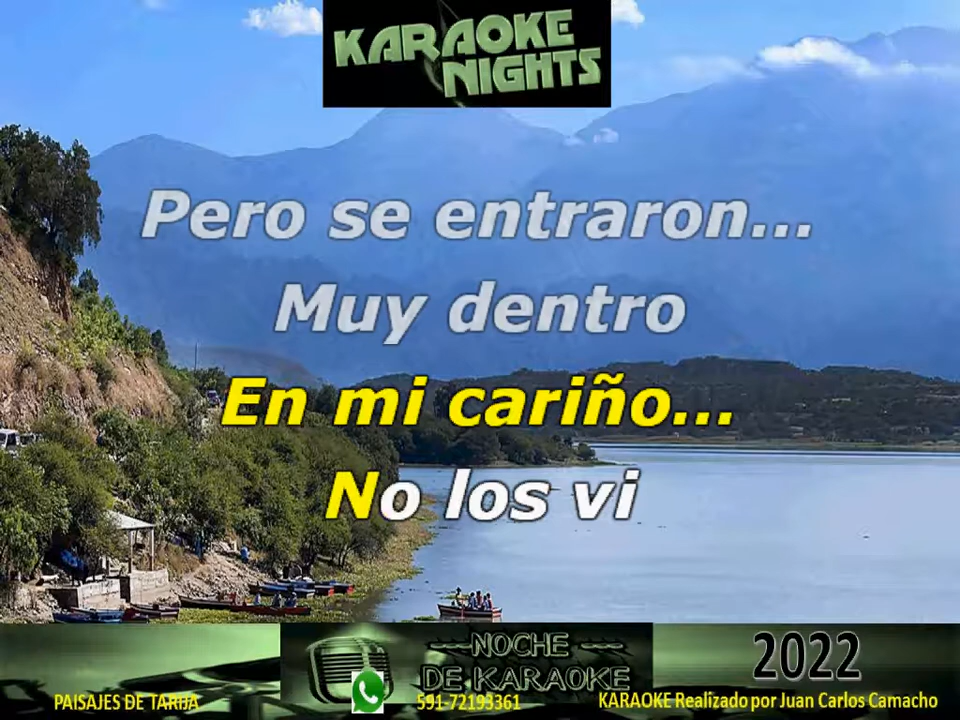 KARAOKE
NIGHTS
Pero se entraron...
Muy dentro
En mi cariño...
No los vi
NOCHE
DE KARAOKE
2022
PAISAJES DE TARIJA
591-72193361
KARAOKE Realizado por Juan Carlos Camacho